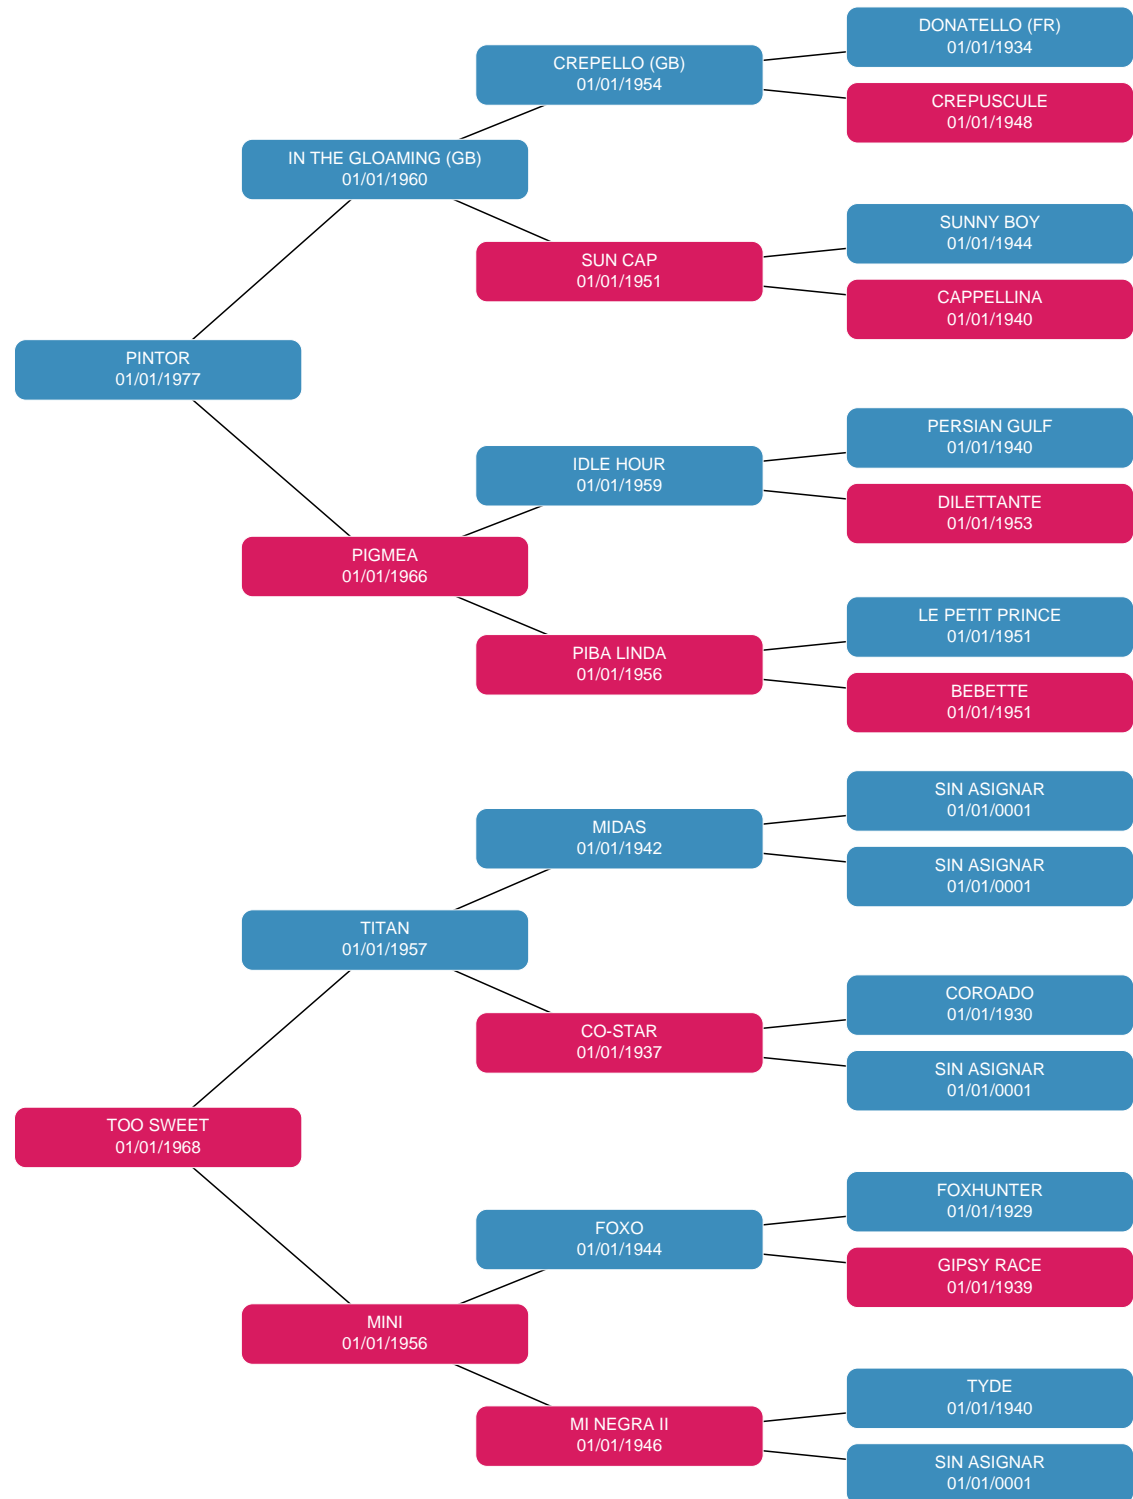 DONATELLO (FR)
01/01/1934
CREPELLO (GB)
01/01/1954
CREPUSCULE
01/01/1948
IN THE GLOAMING (GB)
01/01/1960
SUNNY BOY
01/01/1944
SUN CAP
01/01/1951
CAPPELLINA
01/01/1940
PINTOR
01/01/1977
PERSIAN GULF
01/01/1940
IDLE HOUR
01/01/1959
DILETTANTE
01/01/1953
PIGMEA
01/01/1966
LE PETIT PRINCE
01/01/1951
PIBA LINDA
01/01/1956
BEBETTE
01/01/1951
SIN ASIGNAR
01/01/0001
MIDAS
01/01/1942
SIN ASIGNAR
01/01/0001
TITAN
01/01/1957
COROADO
01/01/1930
CO-STAR
01/01/1937
SIN ASIGNAR
01/01/0001
TOO SWEET
01/01/1968
FOXHUNTER
01/01/1929
FOXO
01/01/1944
GIPSY RACE
01/01/1939
MINI
01/01/1956
TYDE
01/01/1940
MI NEGRA II
01/01/1946
SIN ASIGNAR
01/01/0001